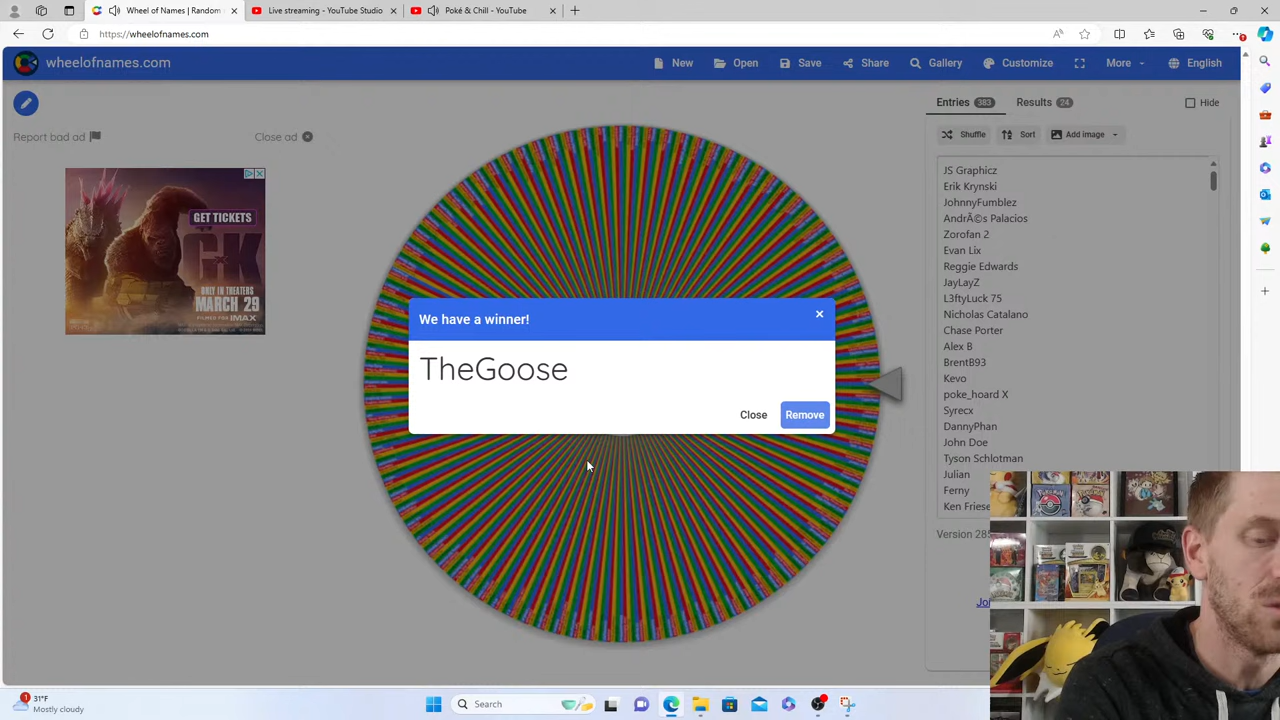 Wheel of Names | Random
Live streaming - YouTube Studio
Poké & Chill - YouTube
https://wheelofnames.com
wheelofnames.com
New
Open
Save
Share
Gallery
Customize
More
English
Report bad ad
Close ad
GET TICKETS
GK
ONLY IN THEATERS
MARCH 29
FILMED FOR IMAX
Entries 383
Results 24
Hide
Shuffle
Sort
Add image
JS Graphicz
Erik Krynski
JohnnyFumblez
AndrÃ©s Palacios
Zorofan 2
Evan Lix
Reggie Edwards
JayLayZ
L3ftyLuck 75
Nicholas Catalano
Chase Porter
Alex B
BrentB93
Kevo
poke_hoard X
Syrecx
DannyPhan
John Doe
Tyson Schlotman
Julian
Ferny
Ken Friese
We have a winner!
TheGoose
Close
Remove
31°F
Mostly cloudy
Search